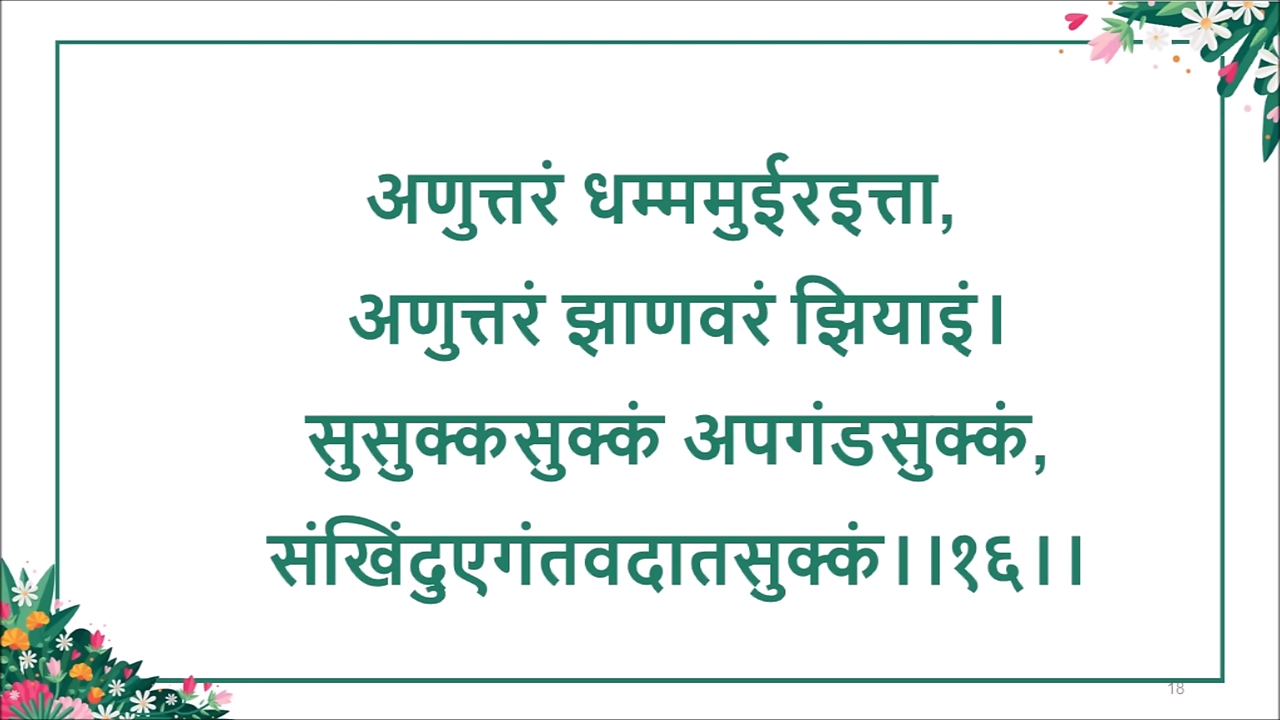 अणुत्तरं धम्ममुईरइत्ता,
अणुत्तरं झाणवरं झियाइं।
सुसुक्कसुक्कं अपगंडसुक्कं,
संखिंदुएगंतवदातसुक्कं।।१६।।
18